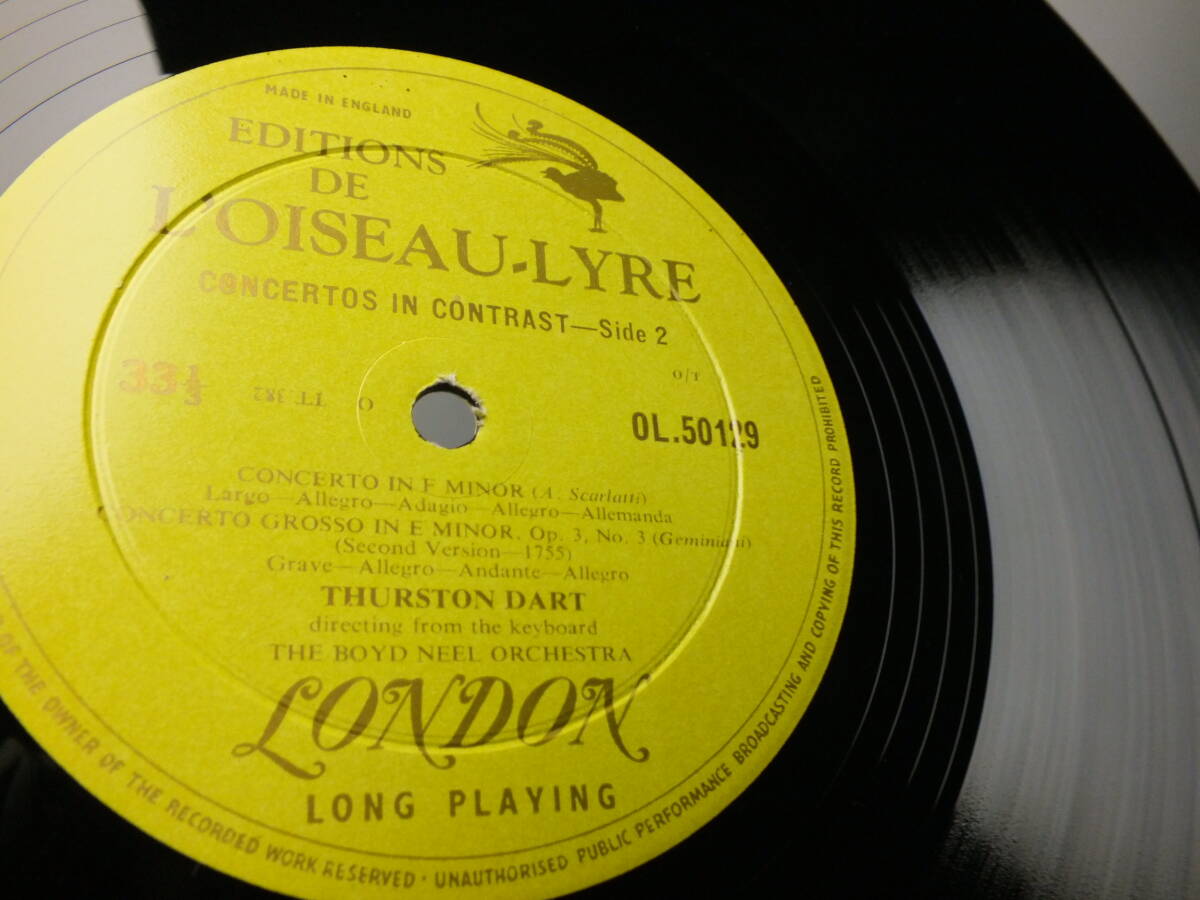 MADE IN ENGLAND
EDITIONS
DE
L'OISEAU-LYRE
CONCERTOS IN CONTRAST—Side 2
33⅓
TT 382
O
O/T
OL.50129
CONCERTO IN F MINOR (A. Scarlatti)
Largo—Allegro—Adagio—Allegro—Allemanda
CONCERTO GROSSO IN E MINOR, Op. 3, No. 3 (Geminiani)
(Second Version—1755)
Grave—Allegro—Andante—Allegro
THURSTON DART
directing from the keyboard
THE BOYD NEEL ORCHESTRA
LONDON
LONG PLAYING
OF THE OWNER OF THE RECORDED WORK RESERVED · UNAUTHORISED PUBLIC PERFORMANCE BROADCASTING AND COPYING OF THIS RECORD PROHIBITED